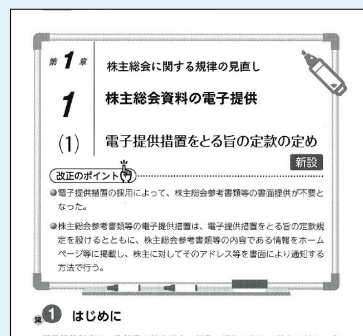 第1章 株主総会に関する規律の見直し
1 株主総会資料の電子提供
(1) 電子提供措置をとる旨の定款の定め
新設
改正のポイント
●電子提供措置の採用によって、株主総会参考書類等の書面提供が不要と
なった。
●株主総会参考書類等の電子提供措置は、電子提供措置をとる旨の定款規
定を設けるとともに、株主総会参考書類等の内容である情報をホーム
ページ等に掲載し、株主に対してそのアドレス等を書面により通知する
方法で行う。
第1 はじめに